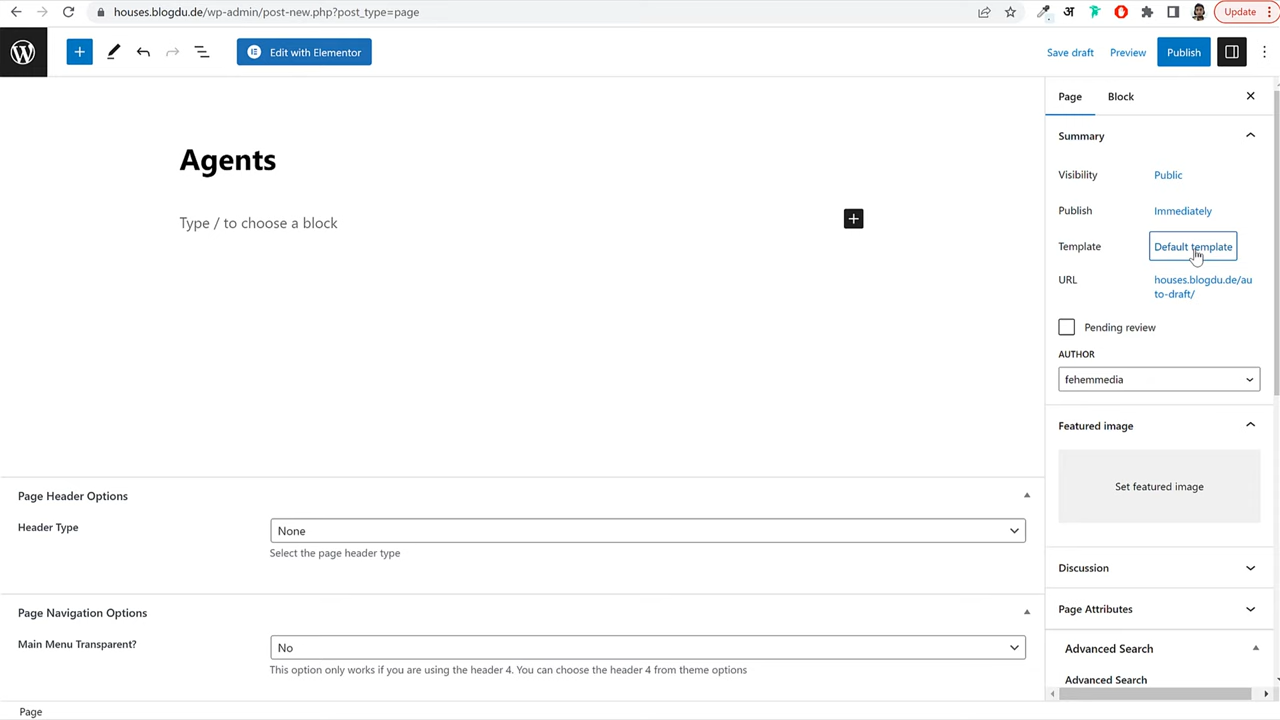 houses.blogdu.de/wp-admin/post-new.php?post_type=page
अ
Update
Edit with Elementor
Save draft
Preview
Publish
Page
Block
Agents
Type / to choose a block
Summary
Visibility
Public
Publish
Immediately
Template
Default template
URL
houses.blogdu.de/au
to-draft/
Pending review
AUTHOR
fehemmedia
Featured image
Set featured image
Discussion
Page Attributes
Advanced Search
Advanced Search
Page Header Options
Header Type
None
Select the page header type
Page Navigation Options
Main Menu Transparent?
No
This option only works if you are using the header 4. You can choose the header 4 from theme options
Page